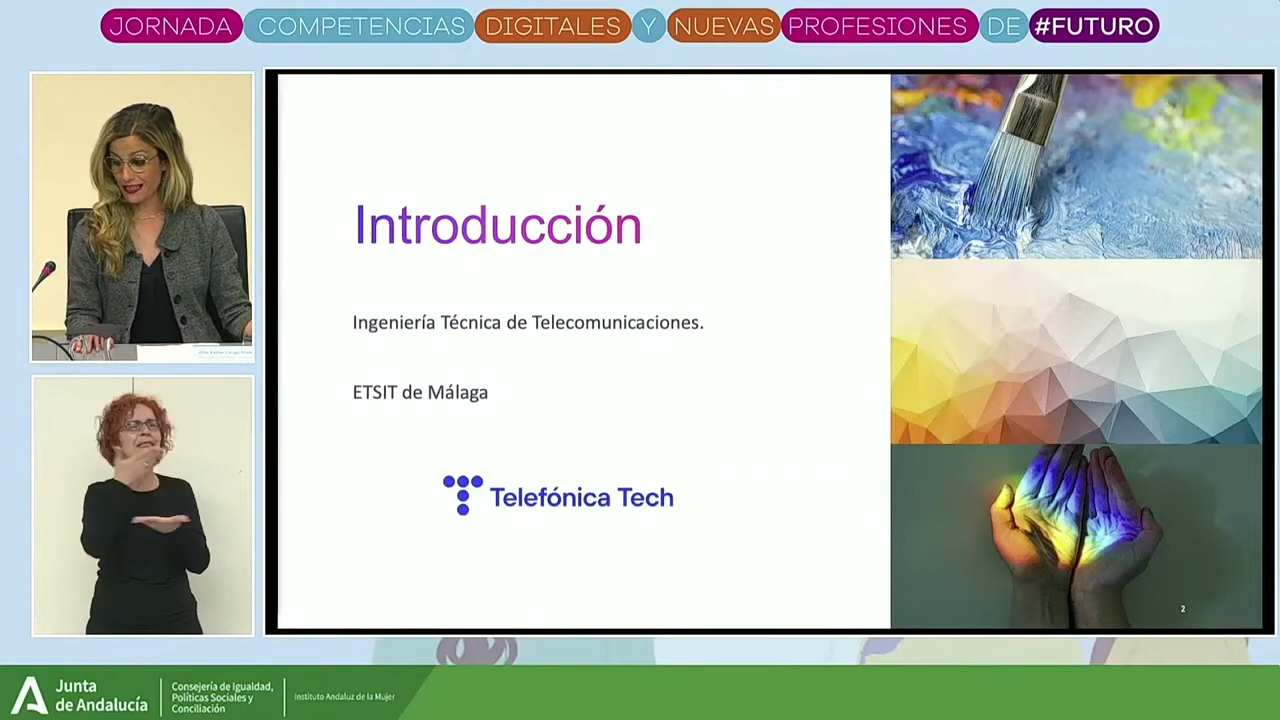 JORNADA COMPETENCIAS DIGITALES Y NUEVAS PROFESIONES DE #FUTURO
Introducción
Ingeniería Técnica de Telecomunicaciones.
ETSIT de Málaga
Telefónica Tech
2
Junta
de Andalucía
Consejería de Igualdad,
Políticas Sociales y
Conciliación
Instituto Andaluz de la Mujer